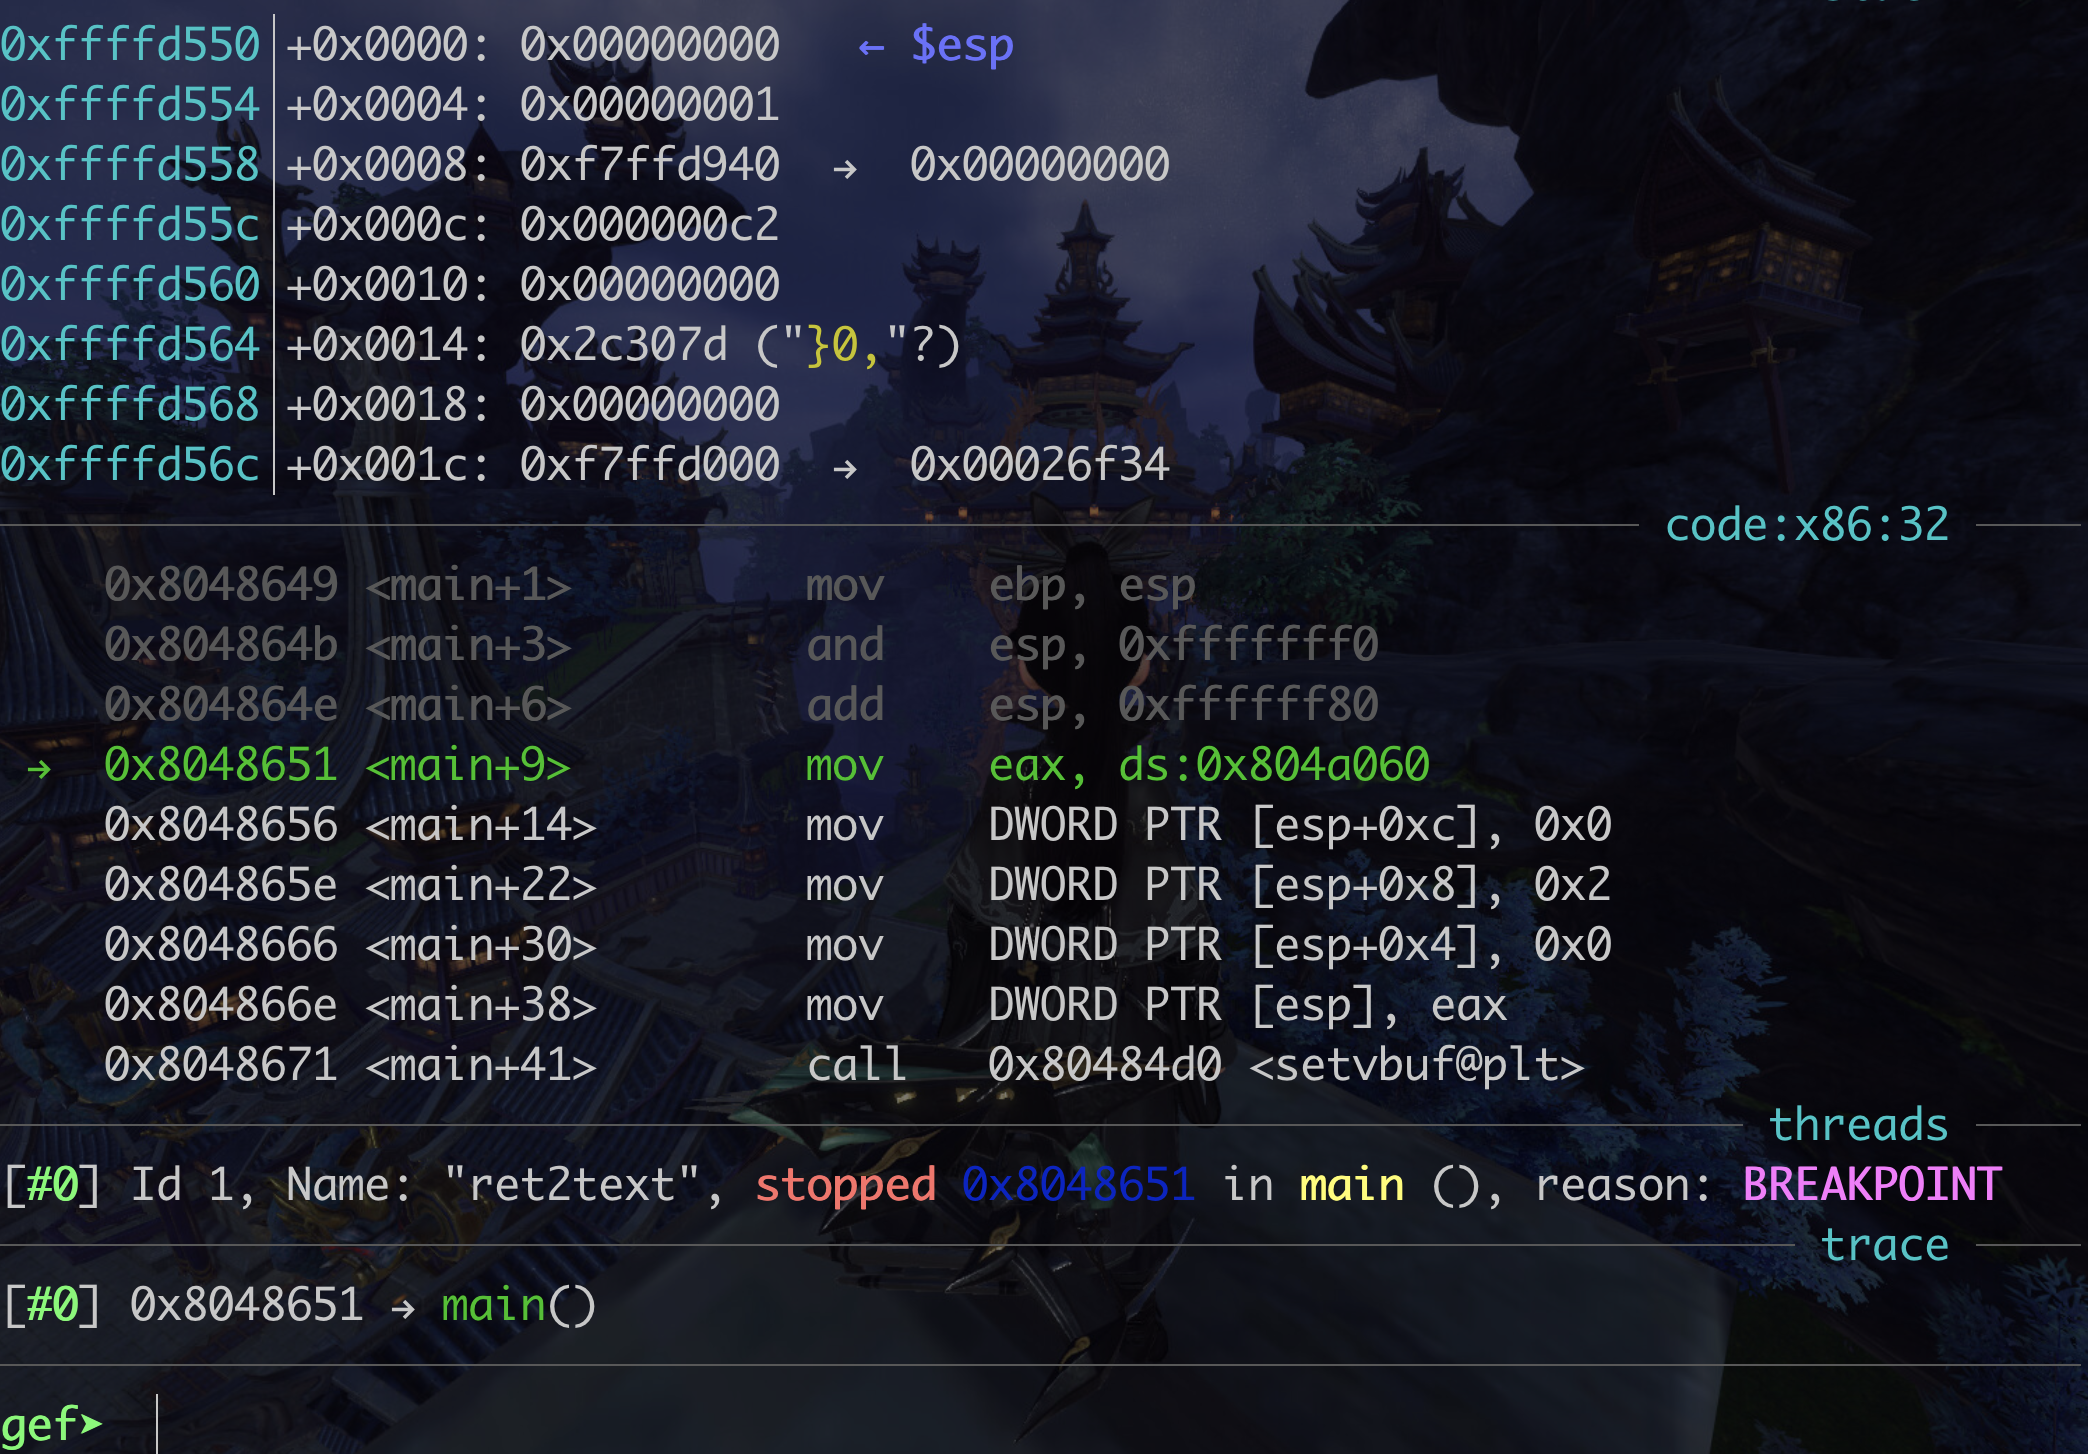 0xffffd550│+0x0000: 0x00000000   ← $esp
0xffffd554│+0x0004: 0x00000001
0xffffd558│+0x0008: 0xf7ffd940  →  0x00000000
0xffffd55c│+0x000c: 0x000000c2
0xffffd560│+0x0010: 0x00000000
0xffffd564│+0x0014: 0x2c307d ("}0,"?)
0xffffd568│+0x0018: 0x00000000
0xffffd56c│+0x001c: 0xf7ffd000  →  0x00026f34
code:x86:32
0x8048649 <main+1>         mov    ebp, esp
0x804864b <main+3>         and    esp, 0xfffffff0
0x804864e <main+6>         add    esp, 0xffffff80
→  0x8048651 <main+9>         mov    eax, ds:0x804a060
0x8048656 <main+14>        mov    DWORD PTR [esp+0xc], 0x0
0x804865e <main+22>        mov    DWORD PTR [esp+0x8], 0x2
0x8048666 <main+30>        mov    DWORD PTR [esp+0x4], 0x0
0x804866e <main+38>        mov    DWORD PTR [esp], eax
0x8048671 <main+41>        call   0x80484d0 <setvbuf@plt>
threads
[#0] Id 1, Name: "ret2text", stopped 0x8048651 in main (), reason: BREAKPOINT
trace
[#0] 0x8048651 → main()
gef➤